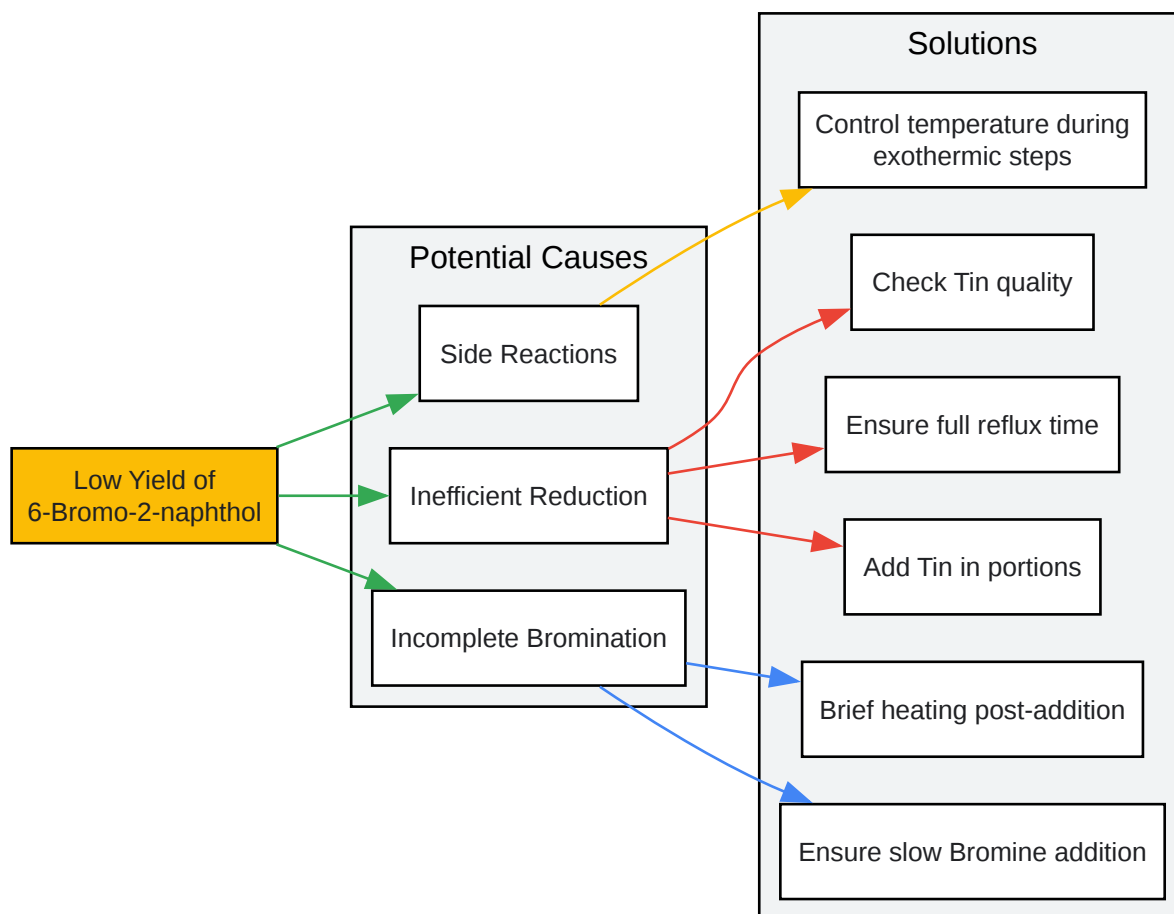 Low Yield of
6-Bromo-2-naphthol
Potential Causes
Side Reactions
Inefficient Reduction
Incomplete Bromination
Solutions
Control temperature during
exothermic steps
Check Tin quality
Ensure full reflux time
Add Tin in portions
Brief heating post-addition
Ensure slow Bromine addition